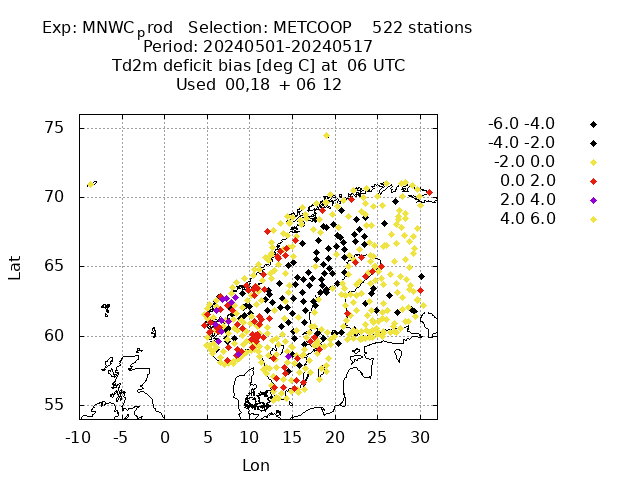 Exp: MNWCprod   Selection: METCOOP    522 stations
Period: 20240501-20240517
Td2m deficit bias [deg C] at  06 UTC
Used  00,18  + 06 12
-6.0 -4.0
-4.0 -2.0
-2.0 0.0
0.0 2.0
2.0 4.0
4.0 6.0
Lat
75
70
65
60
55
-10 -5 0 5 10 15 20 25 30
Lon